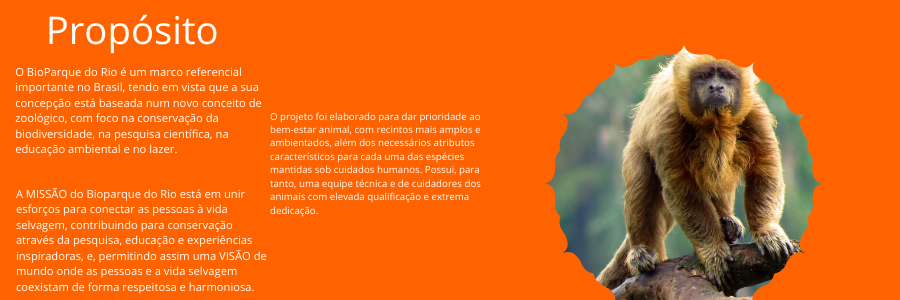 Propósito
O BioParque do Rio é um marco referencial
importante no Brasil, tendo em vista que a sua
concepção está baseada num novo conceito de
zoológico, com foco na conservação da
biodiversidade, na pesquisa científica, na
educação ambiental e no lazer.
A MISSÃO do Bioparque do Rio está em unir
esforços para conectar as pessoas à vida
selvagem, contribuindo para conservação
através da pesquisa, educação e experiências
inspiradoras, e, permitindo assim uma VISÃO de
mundo onde as pessoas e a vida selvagem
coexistam de forma respeitosa e harmoniosa.
O projeto foi elaborado para dar prioridade ao
bem-estar animal, com recintos mais amplos e
ambientados, além dos necessários atributos
característicos para cada uma das espécies
mantidas sob cuidados humanos. Possui, para
tanto, uma equipe técnica e de cuidadores dos
animais com elevada qualificação e extrema
dedicação.